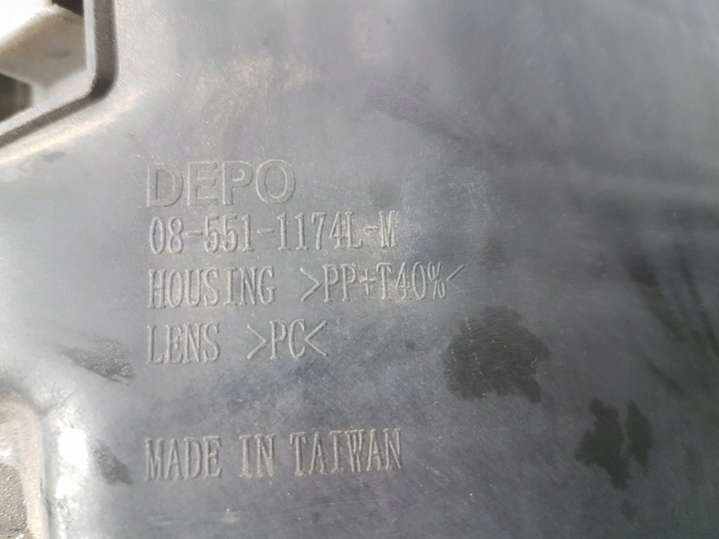 DEPO
08-551-1174L-M
HOUSING >PP+T40%<
LENS >PC<
MADE IN TAIWAN